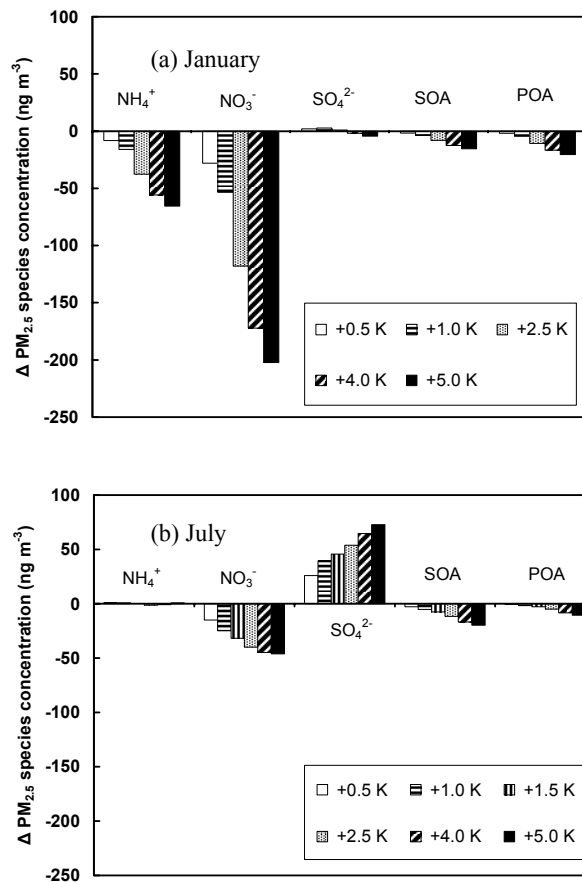 100
50
0
-50
-100
-150
-200
-250
Δ PM2.5 species concentration (ng m-3)
(a) January
NH4+ NO3- SO42- SOA POA
+0.5 K +1.0 K +2.5 K
+4.0 K +5.0 K
100
50
0
-50
-100
-150
-200
-250
Δ PM2.5 species concentration (ng m-3)
(b) July
NH4+ NO3- SOA POA
SO42-
+0.5 K +1.0 K +1.5 K
+2.5 K +4.0 K +5.0 K